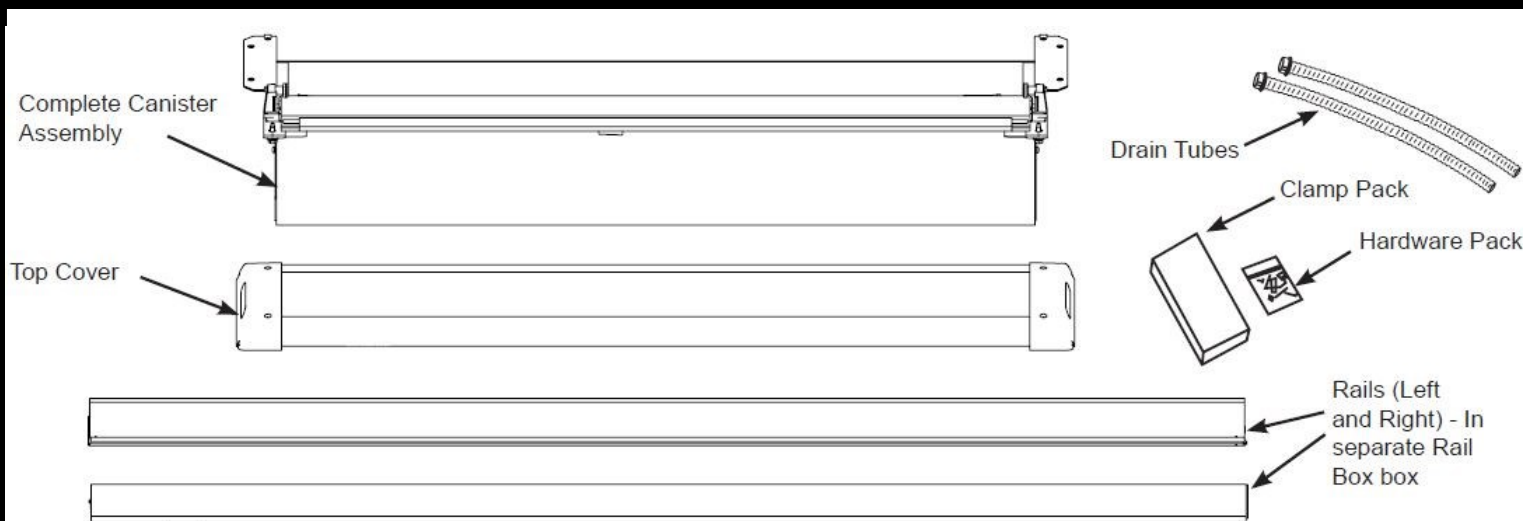 Complete Canister
Assembly
Drain Tubes
Clamp Pack
Hardware Pack
Top Cover
Rails (Left
and Right) - In
separate Rail
Box box